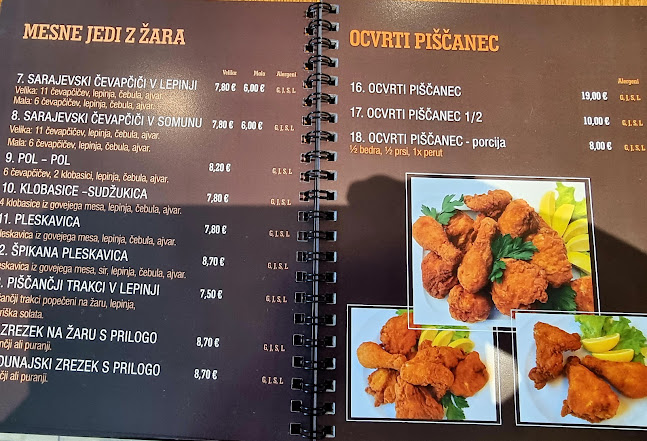 MESNE JEDI Z ŽARA
Velika Mala Alergeni
7. SARAJEVSKI ČEVAPČIČI V LEPINJI 7,80 € 6,00 € G, J, S, L
Velika: 11 čevapčičev, lepinja, čebula, ajvar.
Mala: 6 čevapčičev, lepinja, čebula, ajvar.
8. SARAJEVSKI ČEVAPČIČI V SOMUNU 7,80 € 6,00 € G, J, S, L
Velika: 11 čevapčičev, lepinja, čebula, ajvar.
Mala: 6 čevapčičev, lepinja, čebula, ajvar.
9. POL – POL 8,20 € G, J, S, L
6 čevapčičev, 2 klobasici, lepinja, čebula, ajvar.
10. KLOBASICE –SUDŽUKICA 7,80 € G, J, S, L
4 klobasice iz govejega mesa, lepinja, čebula, ajvar.
11. PLESKAVICA 7,80 € G, J, S, L
leskavica iz govejega mesa, lepinja, čebula, ajvar.
2. ŠPIKANA PLESKAVICA 8,70 € G, J, S, L
leskavica iz govejega mesa, sir, lepinja, čebula, ajvar.
. PIŠČANČJI TRAKCI V LEPINJI 7,50 € G, J, S, L
ančji trakci popečeni na žaru, lepinja,
riška solata.
ZREZEK NA ŽARU S PRILOGO 8,70 € G, J, S, L
čji ali puranji.
DUNAJSKI ZREZEK S PRILOGO 8,70 € G, J, S, L
čji ali puranji.
OCVRTI PIŠČANEC
Alergeni
16. OCVRTI PIŠČANEC 19,00 € G, J, S,
17. OCVRTI PIŠČANEC 1/2 10,00 € G, J, S,
18. OCVRTI PIŠČANEC - porcija 8,00 € G, J, S,
½ bedra, ½ prsi, 1x perut